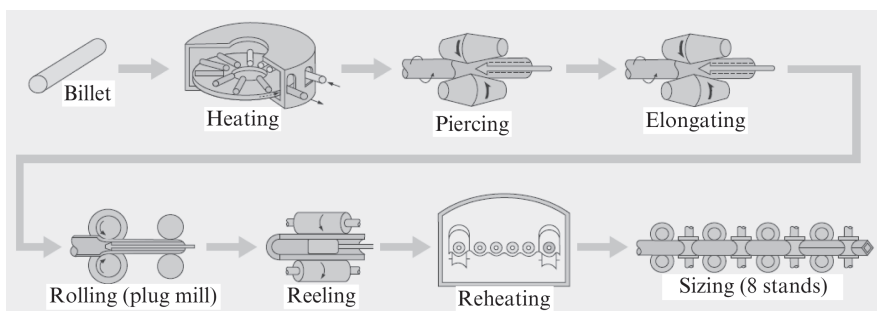 Billet
Heating
Piercing
Elongating
Rolling (plug mill)
Reeling
Reheating
Sizing (8 stands)